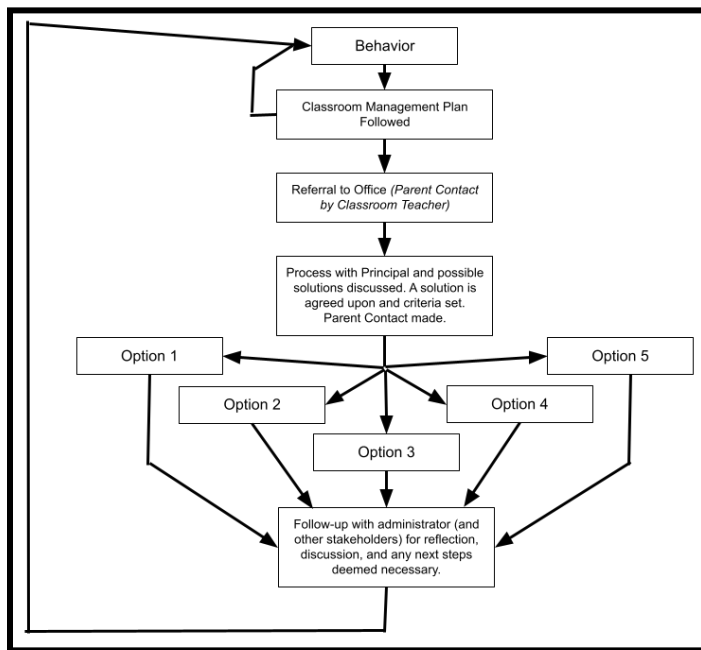 Behavior
Classroom Management Plan
Followed
Referral to Office (Parent Contact
by Classroom Teacher)
Process with Principal and possible
solutions discussed. A solution is
agreed upon and criteria set.
Parent Contact made.
Option 1
Option 5
Option 2
Option 4
Option 3
Follow-up with administrator (and
other stakeholders) for reflection,
discussion, and any next steps
deemed necessary.